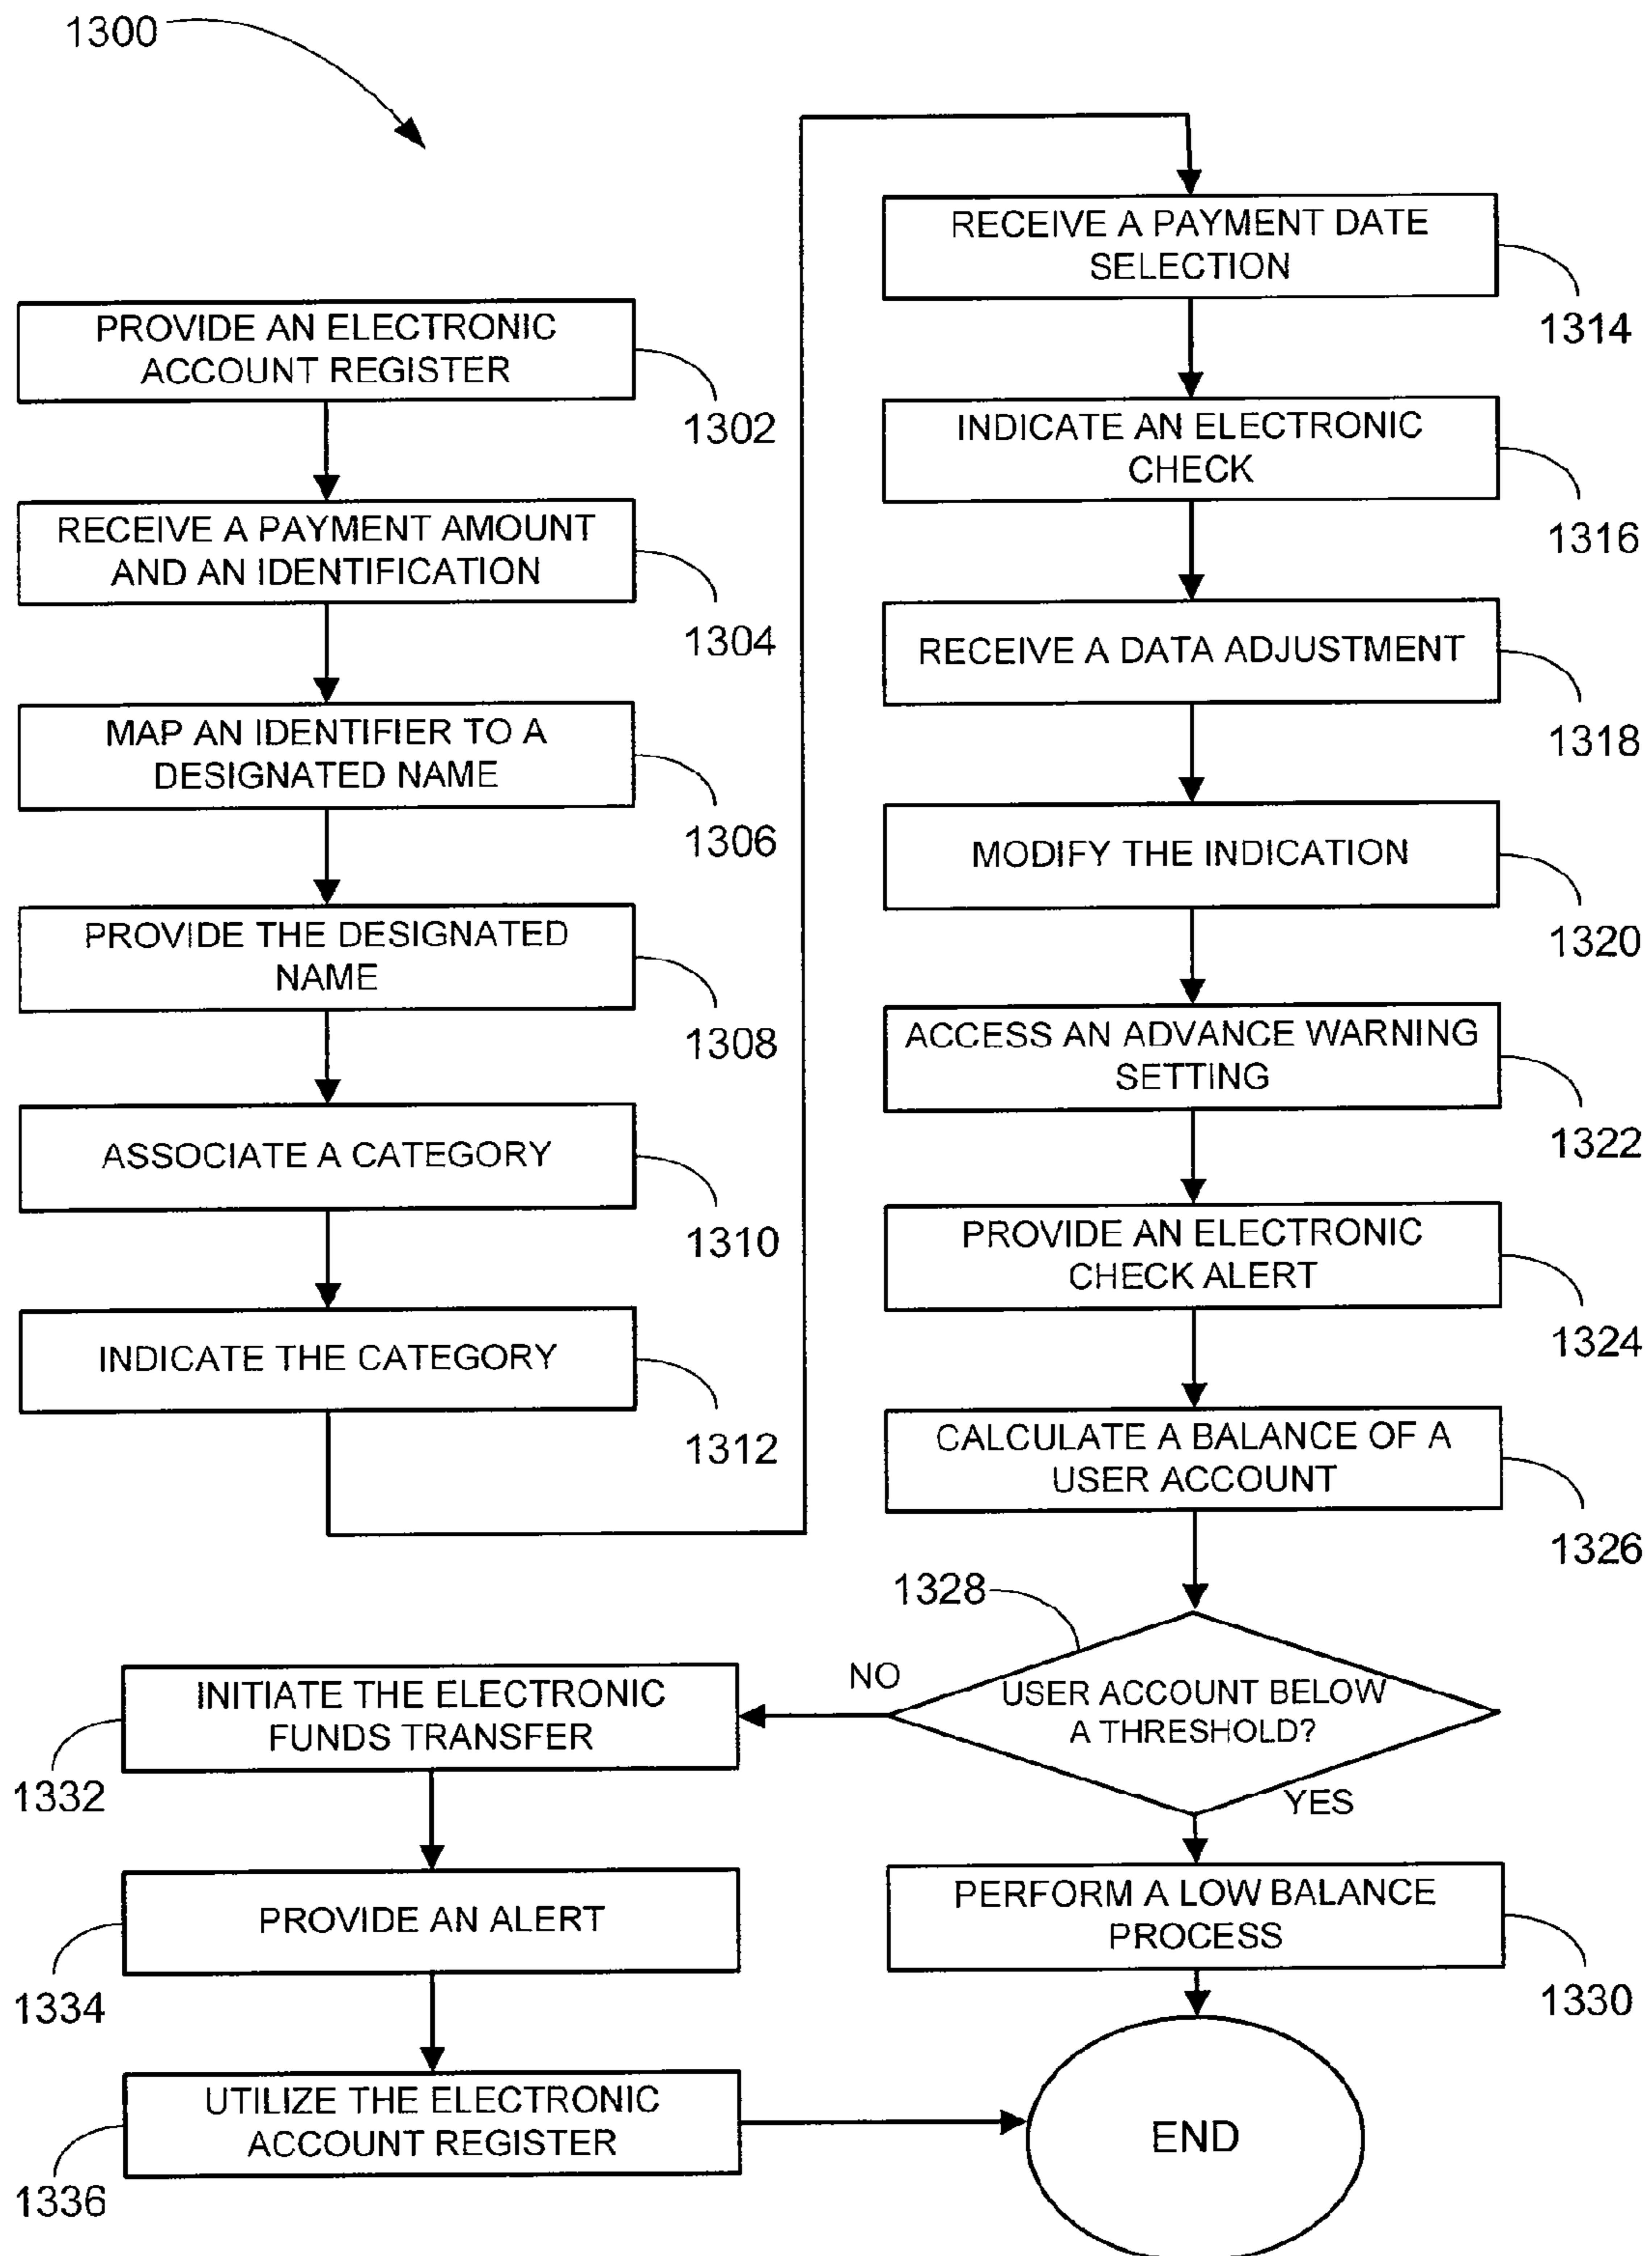 1300
PROVIDE AN ELECTRONIC
ACCOUNT REGISTER
1302
RECEIVE A PAYMENT AMOUNT
AND AN IDENTIFICATION
1304
MAP AN IDENTIFIER TO A
DESIGNATED NAME
1306
PROVIDE THE DESIGNATED
NAME
1308
ASSOCIATE A CATEGORY
1310
INDICATE THE CATEGORY
1312
RECEIVE A PAYMENT DATE
SELECTION
1314
INDICATE AN ELECTRONIC
CHECK
1316
RECEIVE A DATA ADJUSTMENT
1318
MODIFY THE INDICATION
1320
ACCESS AN ADVANCE WARNING
SETTING
1322
PROVIDE AN ELECTRONIC
CHECK ALERT
1324
CALCULATE A BALANCE OF A
USER ACCOUNT
1326
1328
USER ACCOUNT BELOW
A THRESHOLD?
NO
YES
INITIATE THE ELECTRONIC
FUNDS TRANSFER
1332
PROVIDE AN ALERT
1334
UTILIZE THE ELECTRONIC
ACCOUNT REGISTER
1336
PERFORM A LOW BALANCE
PROCESS
1330
END